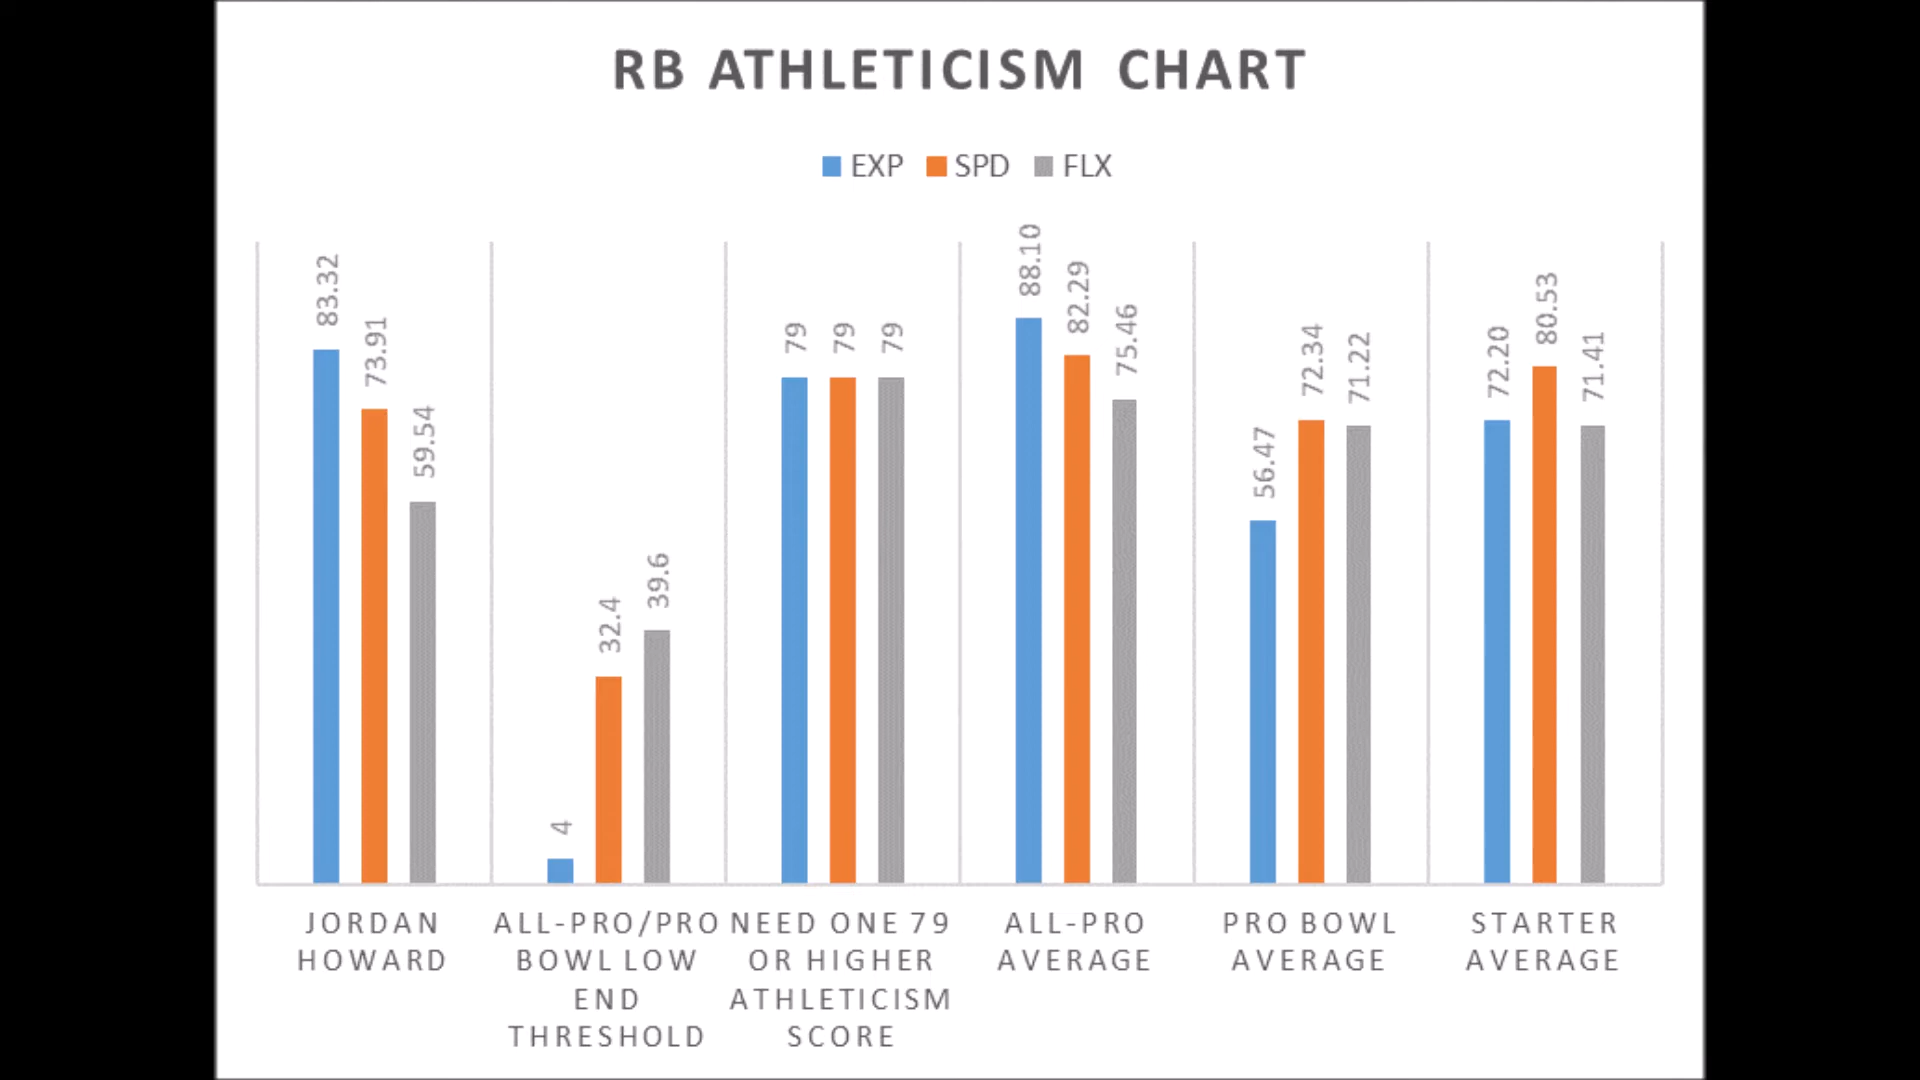 RB ATHLETICISM CHART
EXP SPD FLX
83.32
73.91
59.54
4
32.4
39.6
79
79
79
88.10
82.29
75.46
56.47
72.34
71.22
72.20
80.53
71.41
JORDAN
HOWARD
ALL-PRO/PRO
BOWL LOW
END
THRESHOLD
NEED ONE 79
OR HIGHER
ATHLETICISM
SCORE
ALL-PRO
AVERAGE
PRO BOWL
AVERAGE
STARTER
AVERAGE